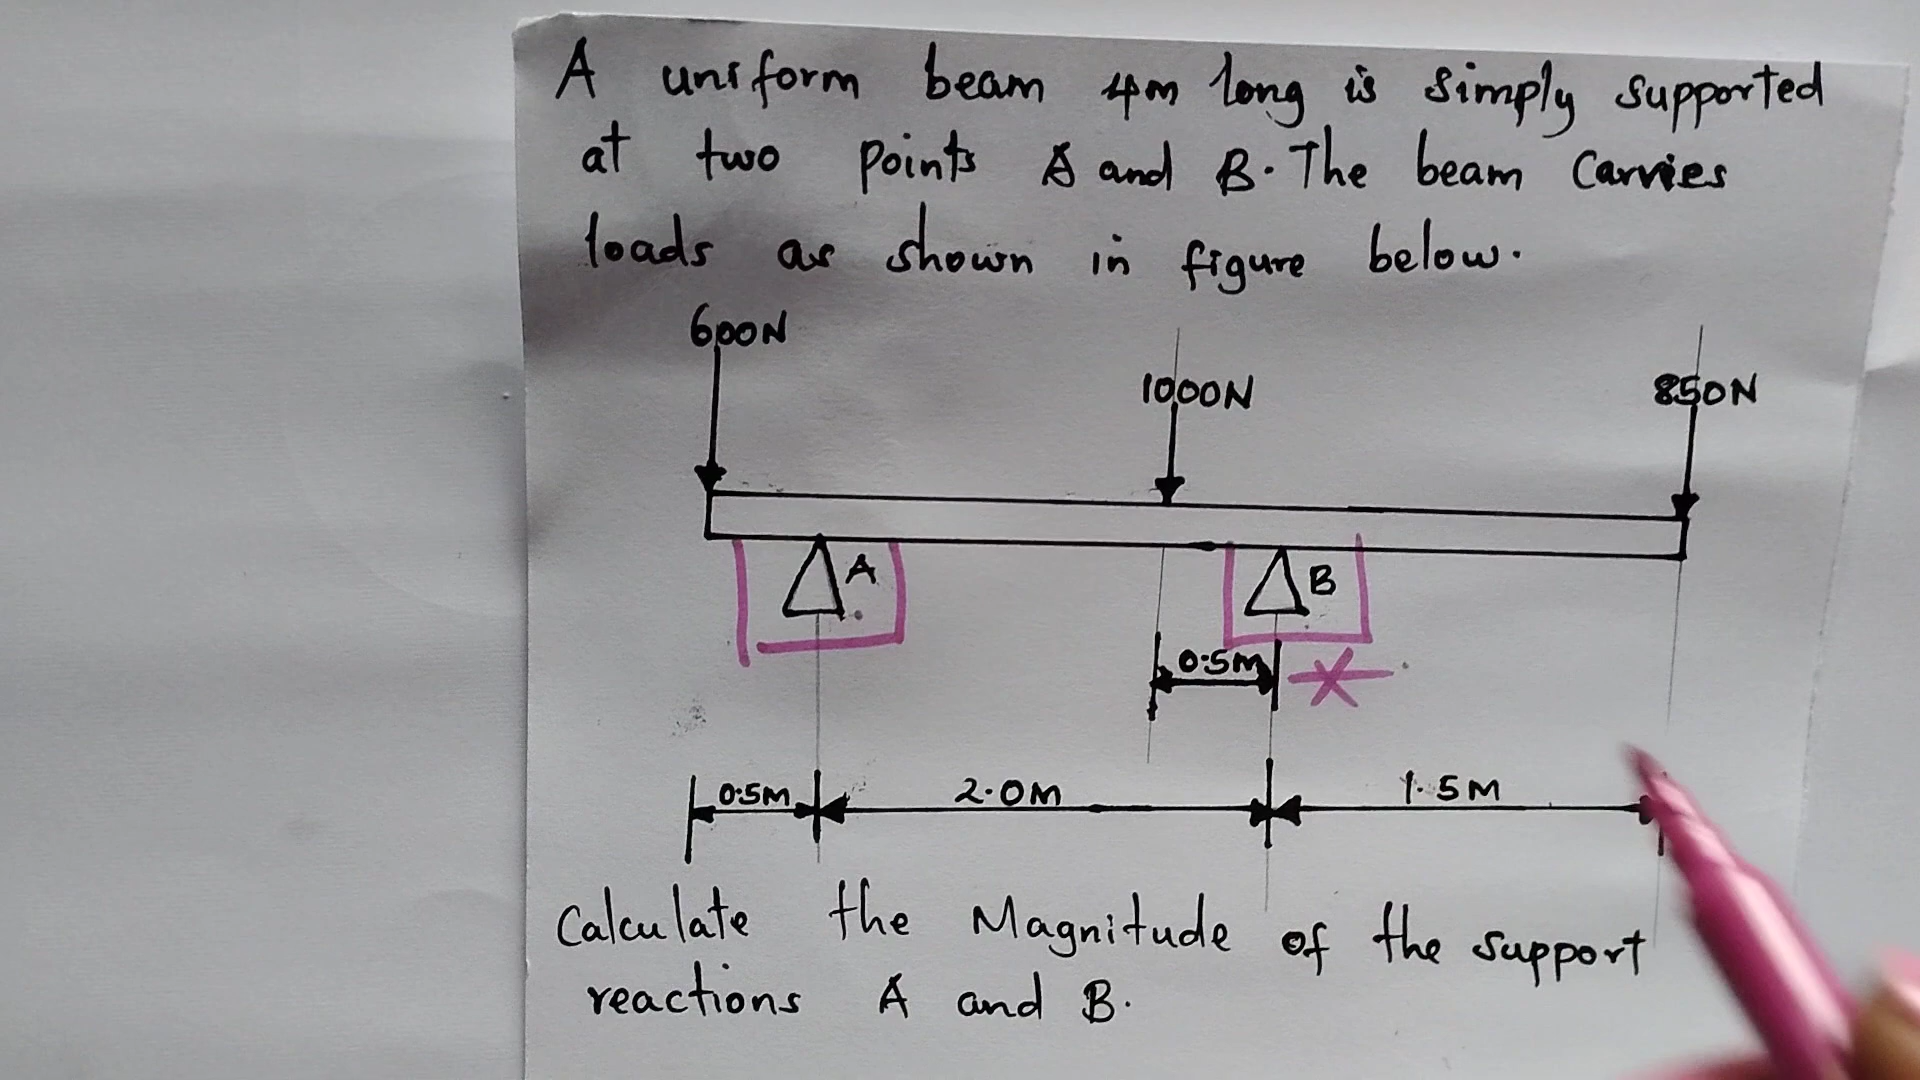 A uniform beam 4m long is simply supported
at two points A and B. The beam carries
loads as shown in figure below.
600N
1000N
850N
A
B
0.5M
0.5M
2.0M
1.5M
Calculate the Magnitude of the support
reactions A and B.